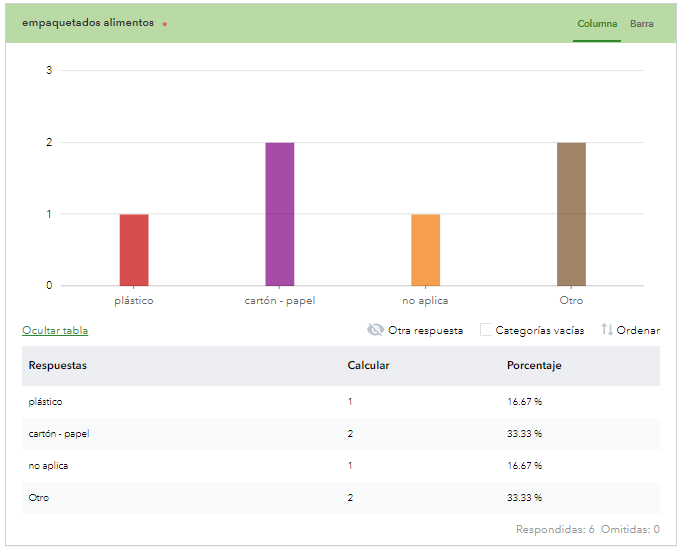 empaquetados alimentos *
Columna Barra
3
2
1
0
plástico cartón - papel no aplica Otro
Ocultar tabla Otra respuesta Categorías vacías Ordenar
Respuestas Calcular Porcentaje
plástico 1 16.67 %
cartón - papel 2 33.33 %
no aplica 1 16.67 %
Otro 2 33.33 %
Respondidas: 6 Omitidas: 0